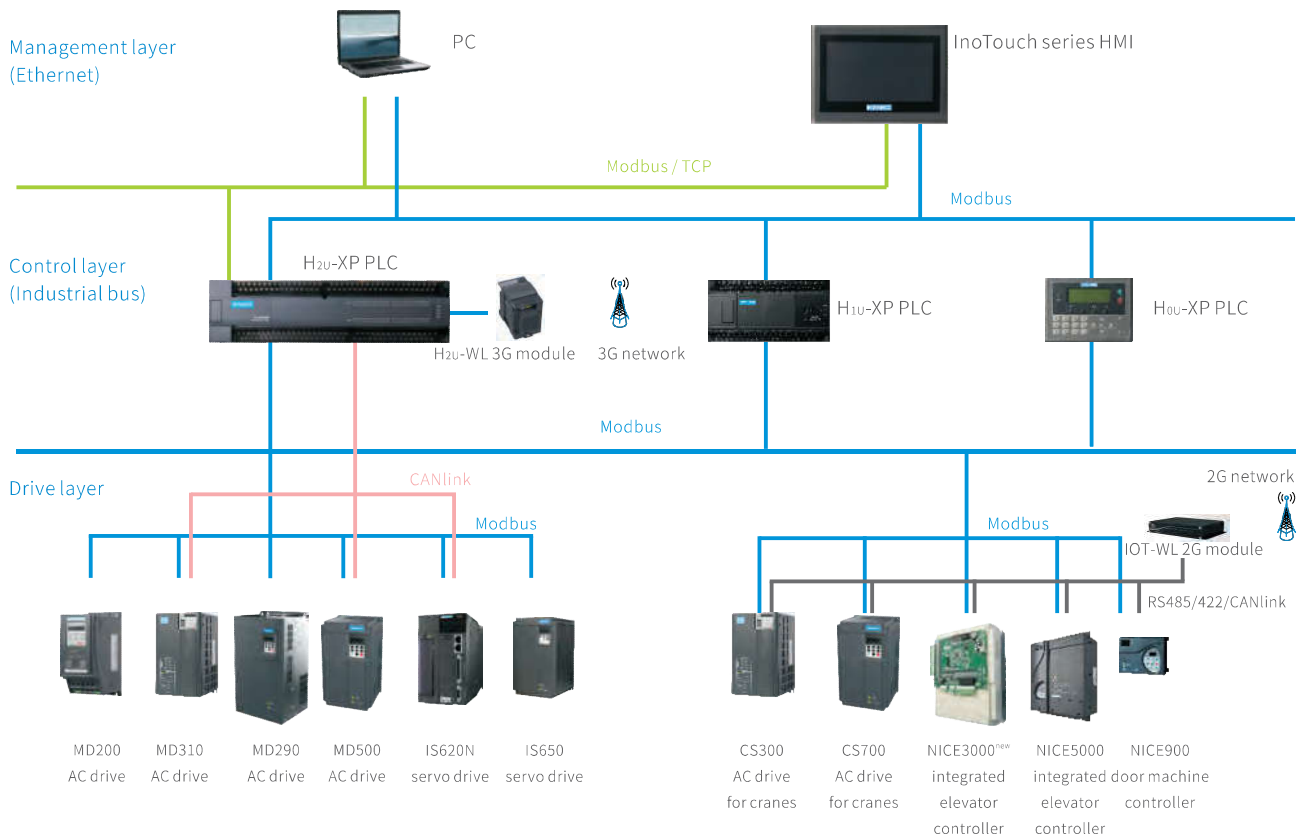 Management layer
(Ethernet)
PC
InoTouch series HMI
Modbus / TCP
Modbus
Control layer
(Industrial bus)
H2U-XP PLC
H1U-XP PLC
H0U-XP PLC
H2U-WL 3G module
3G network
Modbus
Drive layer
CANlink
2G network
Modbus
Modbus
IOT-WL 2G module
RS485/422/CANlink
MD200
AC drive
MD310
AC drive
MD290
AC drive
MD500
AC drive
IS620N
servo drive
IS650
servo drive
CS300
AC drive
for cranes
CS700
AC drive
for cranes
NICE3000new
integrated
elevator
controller
NICE5000
integrated
elevator
controller
NICE900
door machine
controller